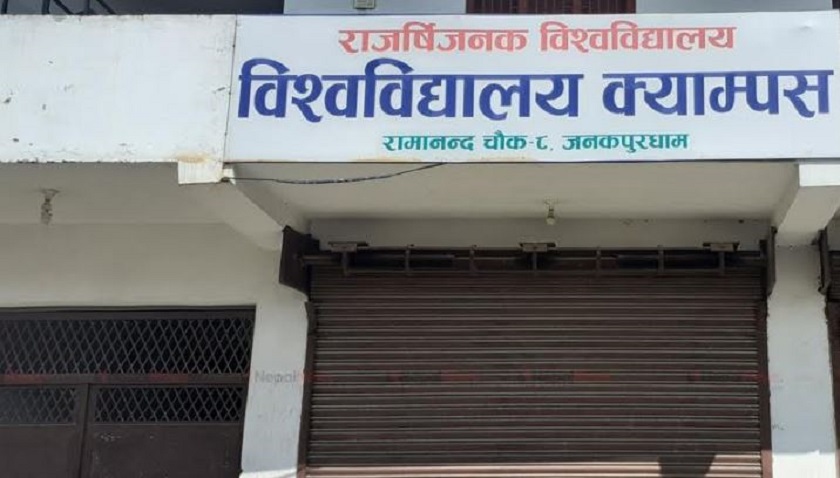 राजर्षिजनक विश्वविद्यालय
विश्वविद्यालय क्याम्पस
रामानन्द चौक-८, जनकपुरधाम